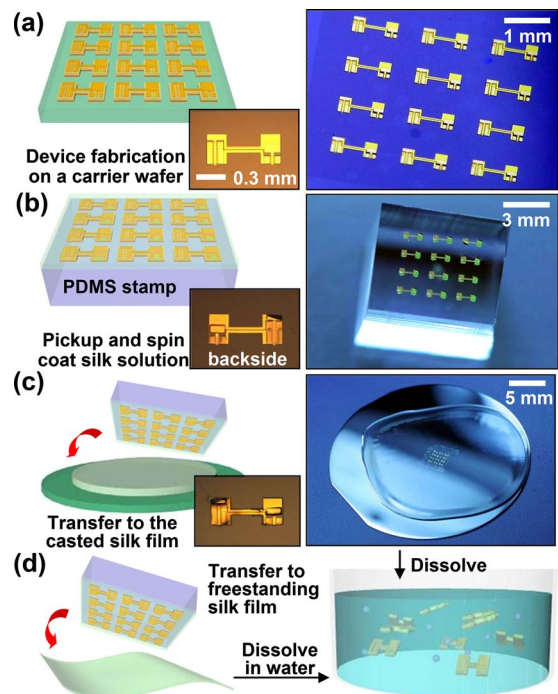 (a)
1 mm
Device fabrication
on a carrier wafer
0.3 mm
(b)
3 mm
PDMS stamp
Pickup and spin
coat silk solution
backside
(c)
5 mm
Transfer to the
casted silk film
(d)
Transfer to
freestanding
silk film
Dissolve
Dissolve
in water